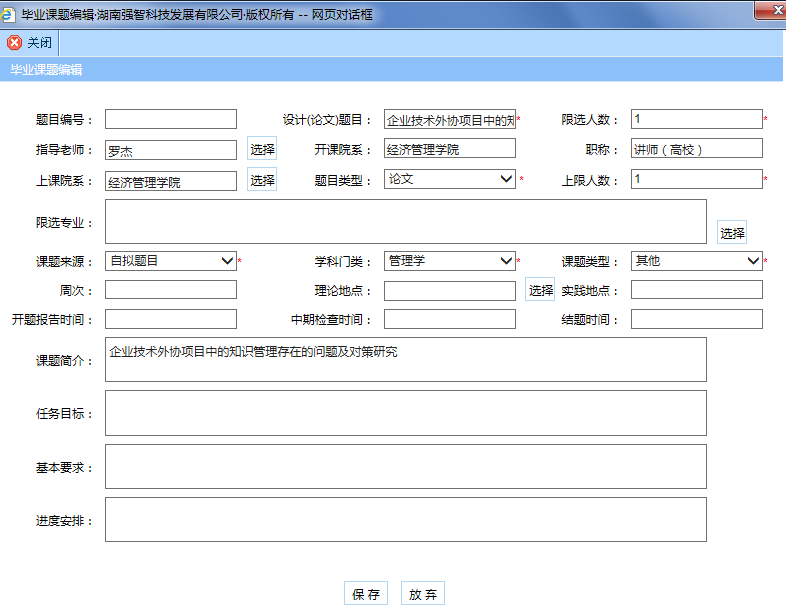 毕业课题编辑·湖南强智科技发展有限公司·版权所有 -- 网页对话框
关闭
毕业课题编辑
题目编号： 设计(论文)题目： 企业技术外协项目中的知* 限选人数： 1 *
指导老师： 罗杰 选择 开课院系： 经济管理学院 职称： 讲师（高校）
上课院系： 经济管理学院 选择 题目类型： 论文 * 上限人数： 1 *
限选专业： 选择
课题来源： 自拟题目 * 学科门类： 管理学 * 课题类型： 其他 *
周次： 理论地点： 选择 实践地点：
开题报告时间： 中期检查时间： 结题时间：
课题简介： 企业技术外协项目中的知识管理存在的问题及对策研究
任务目标：
基本要求：
进度安排：
保存 放弃